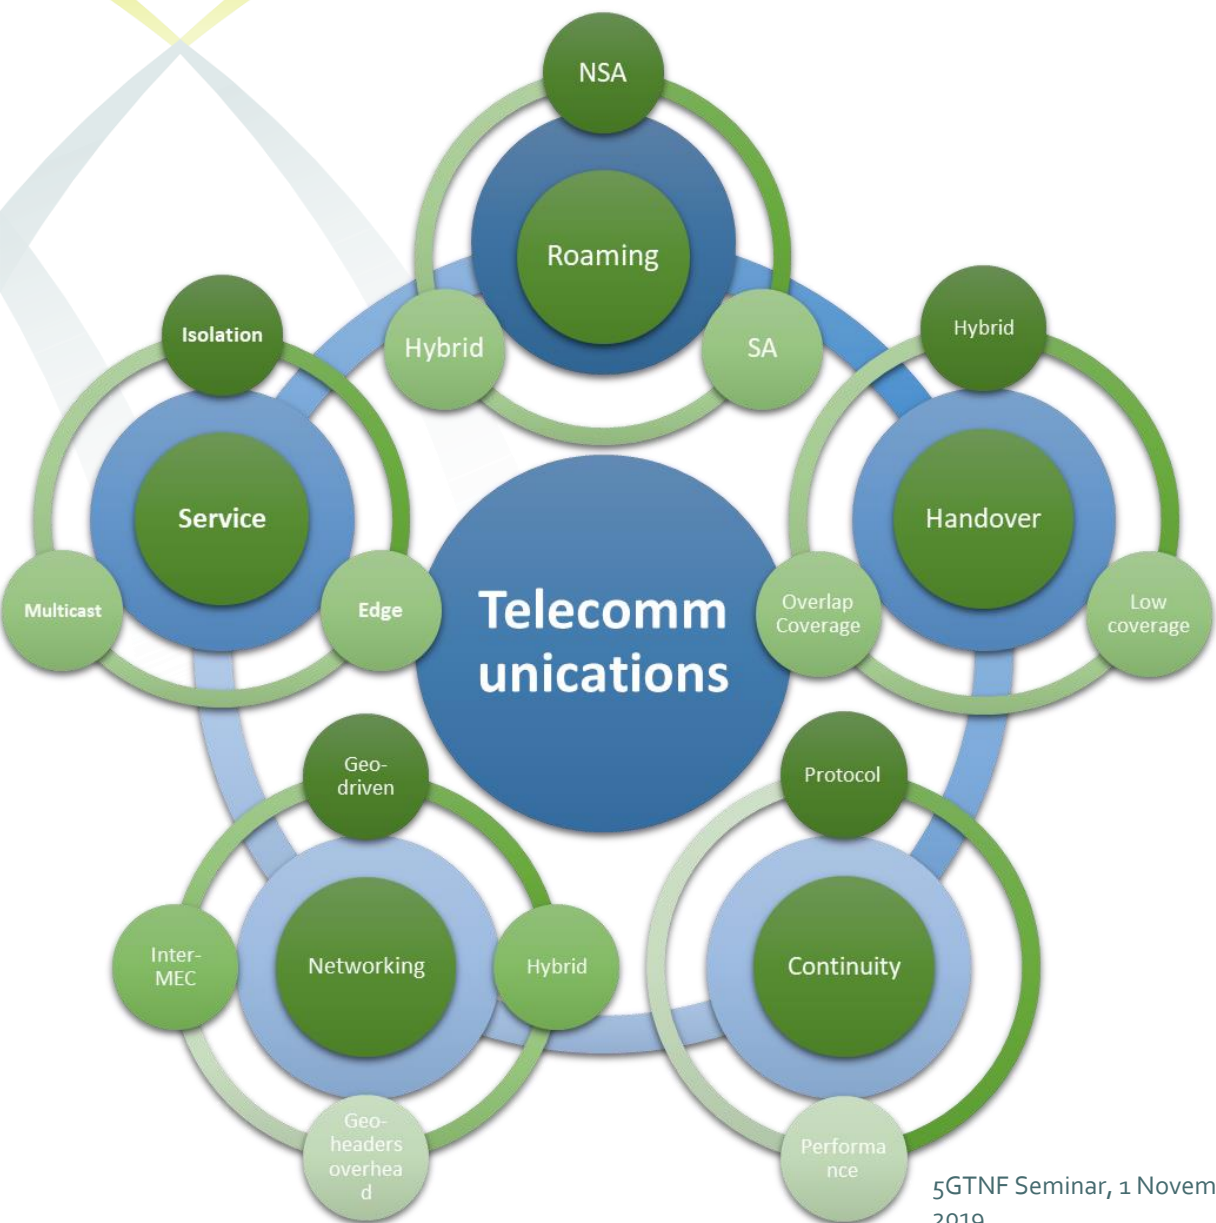 NSA
Roaming
Hybrid
SA
Hybrid
Handover
Overlap
Coverage
Low
coverage
Isolation
Service
Multicast
Edge
Telecomm
unications
Geo-
driven
Networking
Inter-
MEC
Hybrid
Geo-
headers
overhea
d
Protocol
Continuity
Performa
nce
5GTNF Seminar, 1 Novem
2019